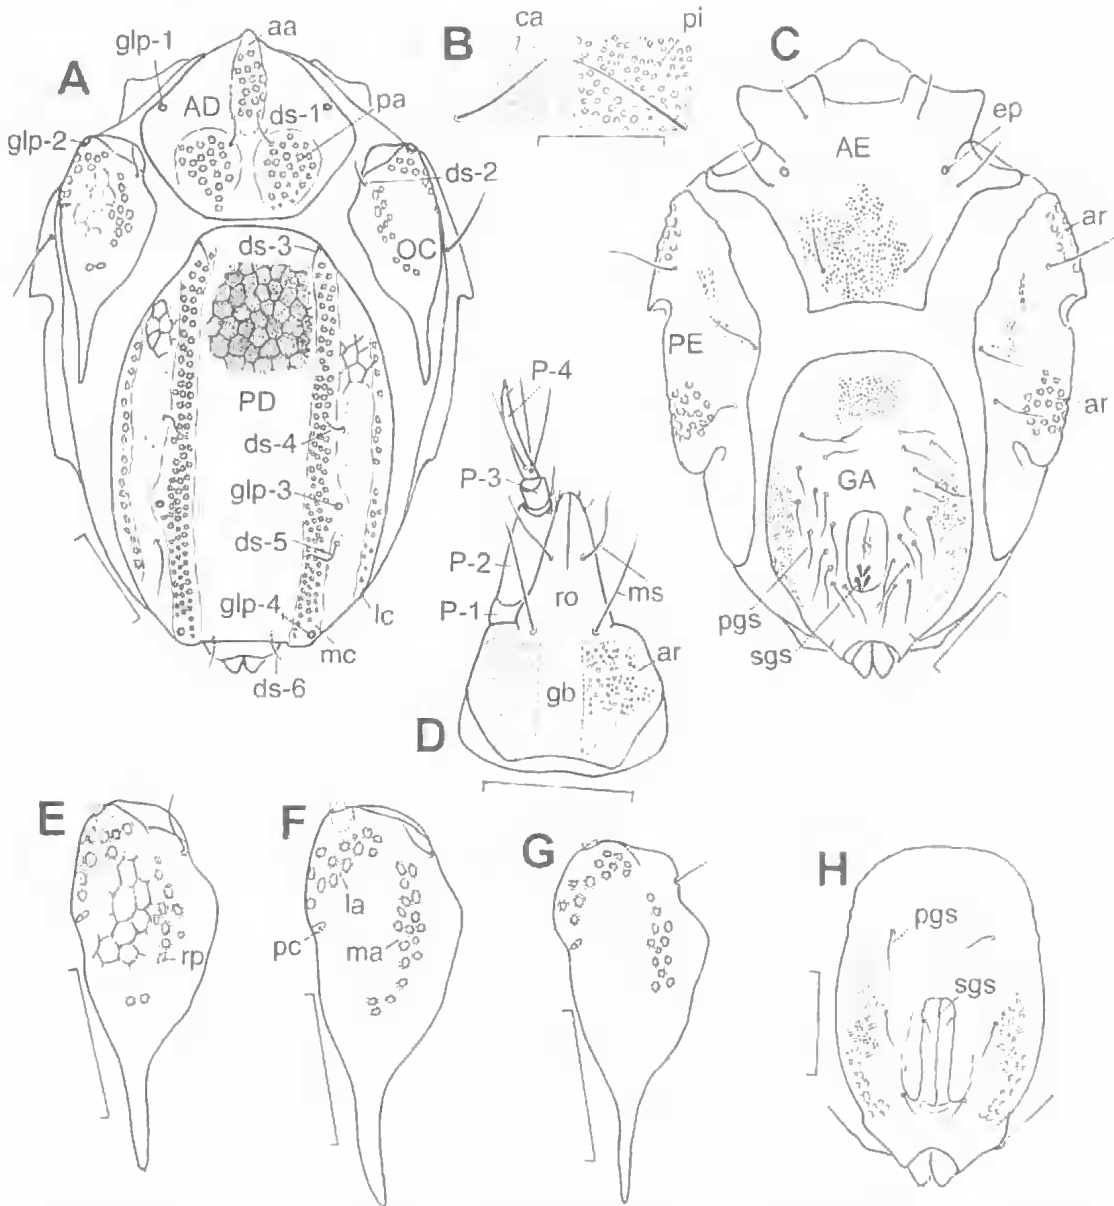 A
glp-1
aa
AD
ds-1
pa
glp-2
ds-2
OC
ds-3
PD
ds-4
glp-3
ds-5
glp-4
lc
mc
ds-6
B
ca
pi
C
AE
ep
ar
PE
ar
GA
pgs
sgs
P-4
P-3
P-2
P-1
ro
ms
ar
gb
D
E
rp
F
la
pc
ma
G
H
pgs
sgs